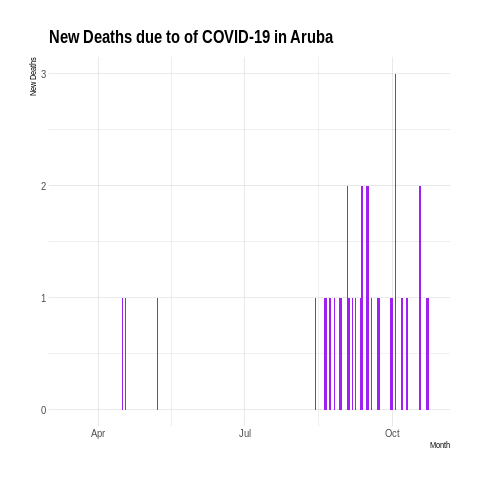 New Deaths due to of COVID-19 in Aruba
New Deaths
3
2
1
0
Apr Jul Oct
Month